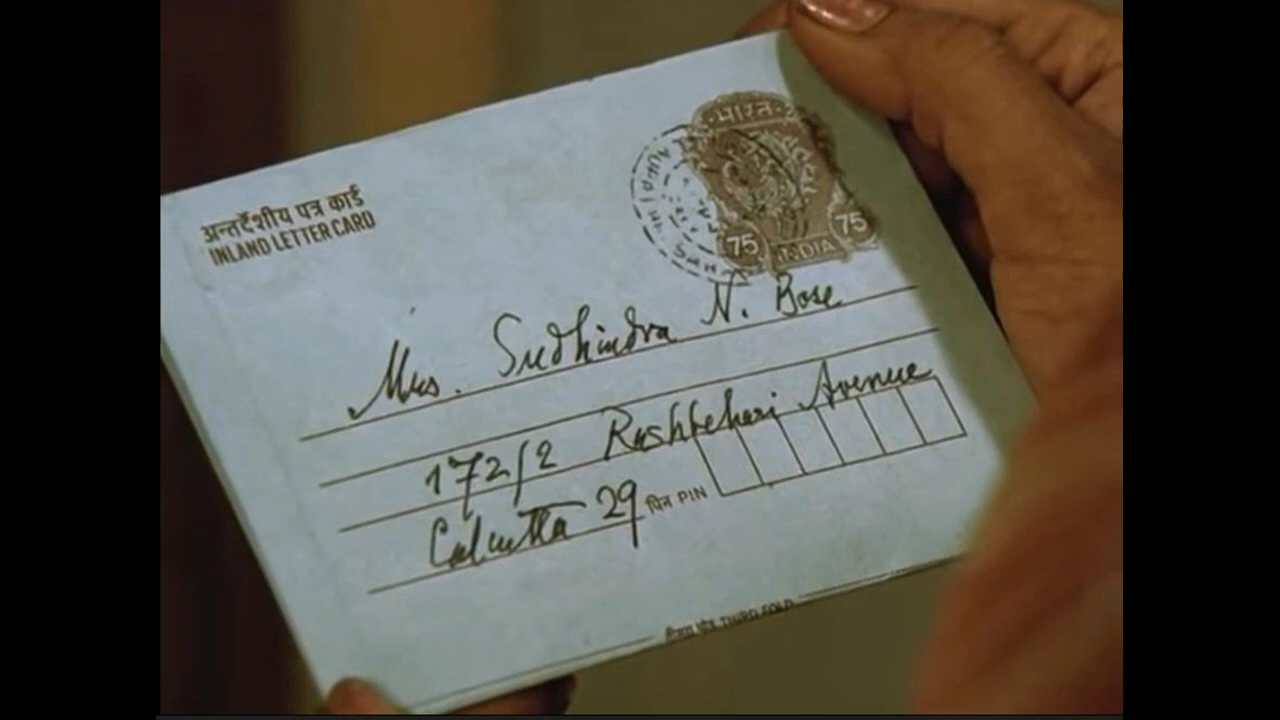 अन्तर्देशीय पत्र कार्ड
INLAND LETTER CARD
भारत
75 75
INDIA
Mrs. Sudhindra N. Bose
172/2 Rashbehari Avenue
Calcutta 29
पिन PIN
THIRD FOLD